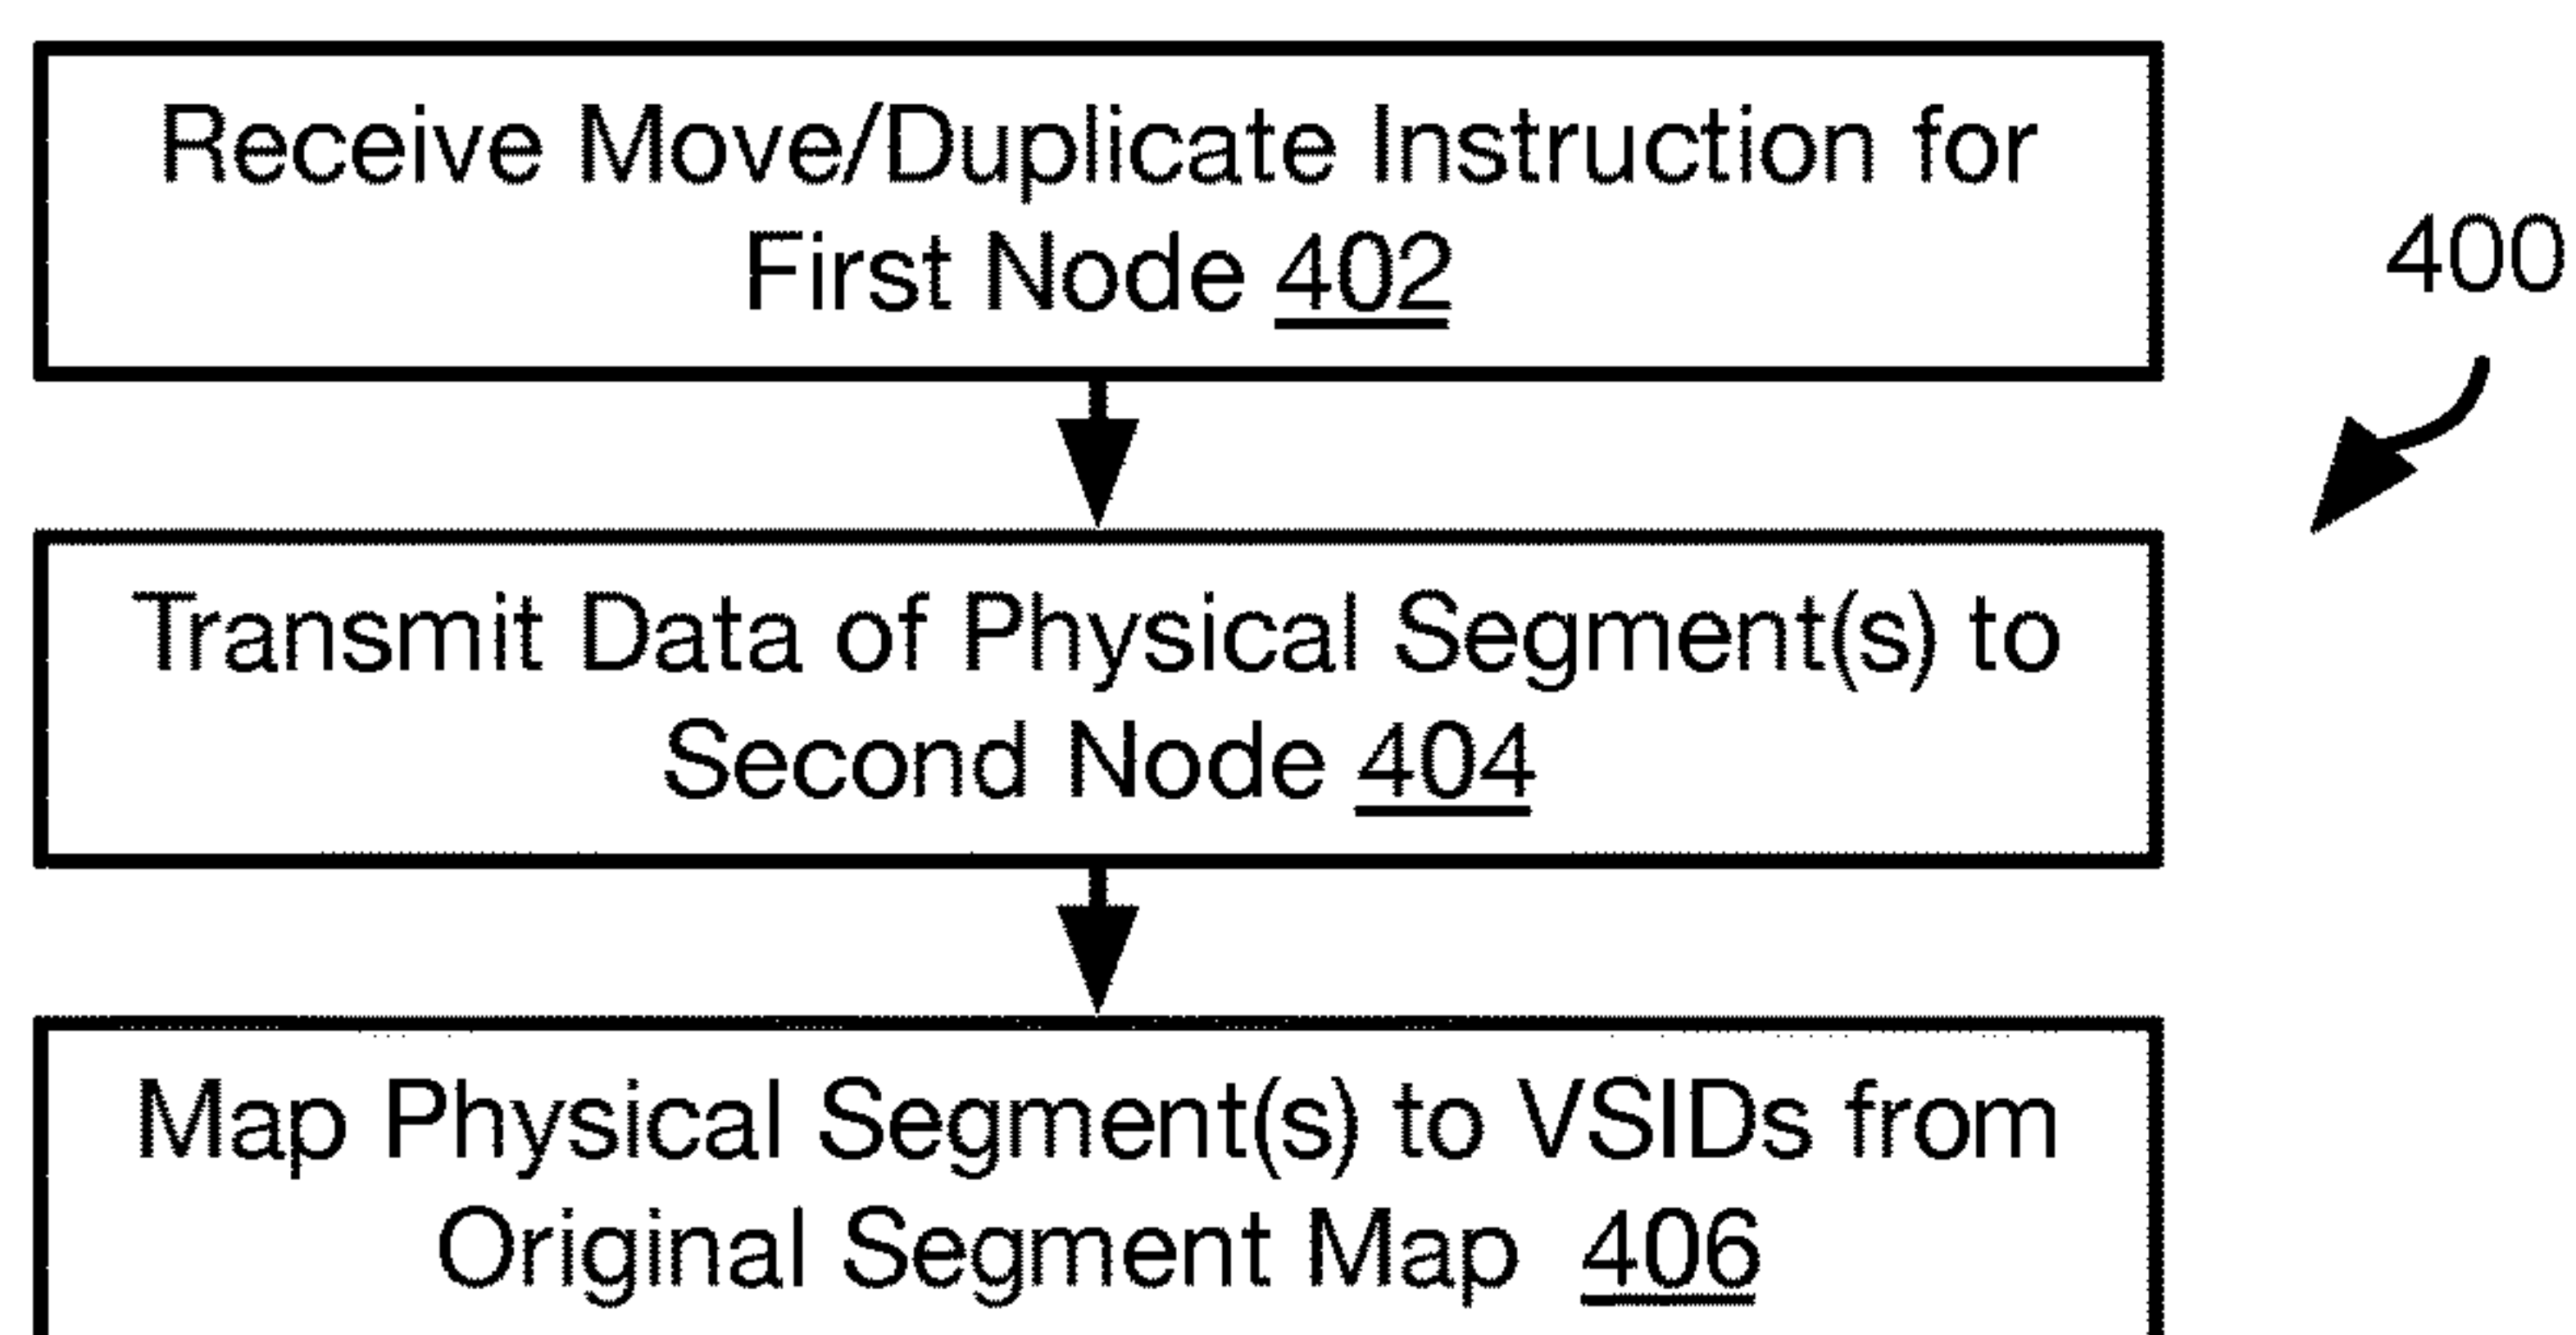 Receive Move/Duplicate Instruction for
First Node 402
400
Transmit Data of Physical Segment(s) to
Second Node 404
Map Physical Segment(s) to VSIDs from
Original Segment Map 406